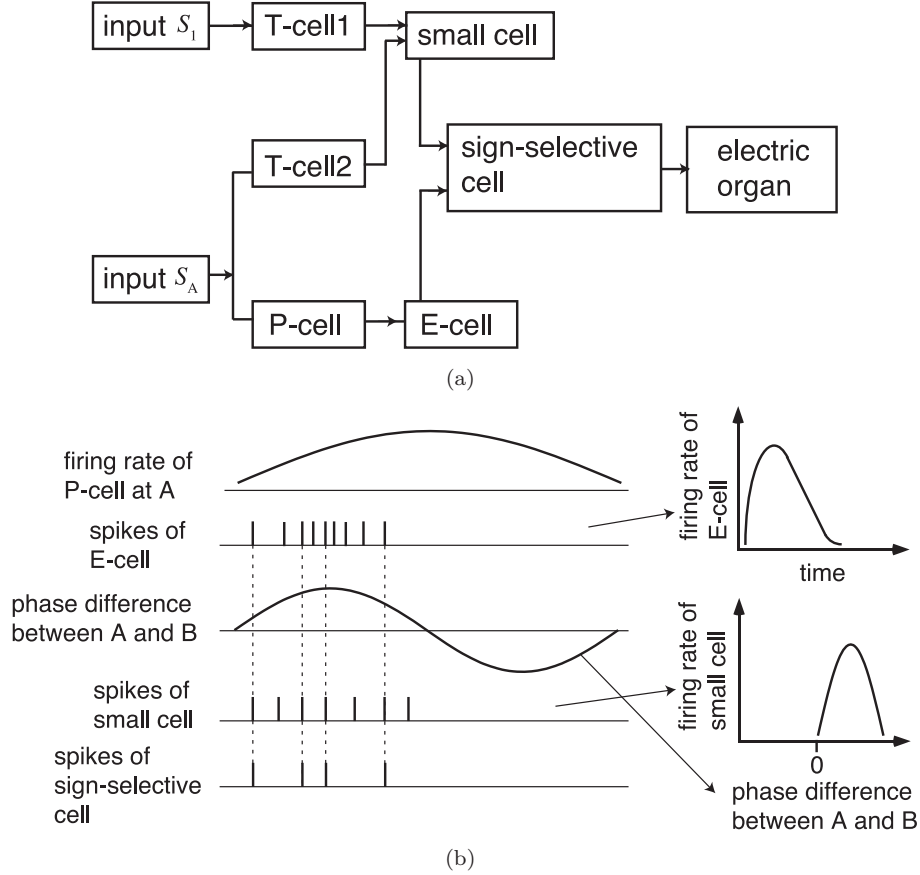 input S₁
T-cell1
small cell
T-cell2
sign-selective
cell
electric
organ
input S_A
P-cell
E-cell
(a)
firing rate of
P-cell at A
spikes of
E-cell
phase difference
between A and B
spikes of
small cell
spikes of
sign-selective
cell
firing rate of
E-cell
time
firing rate of
small cell
0
phase difference
between A and B
(b)